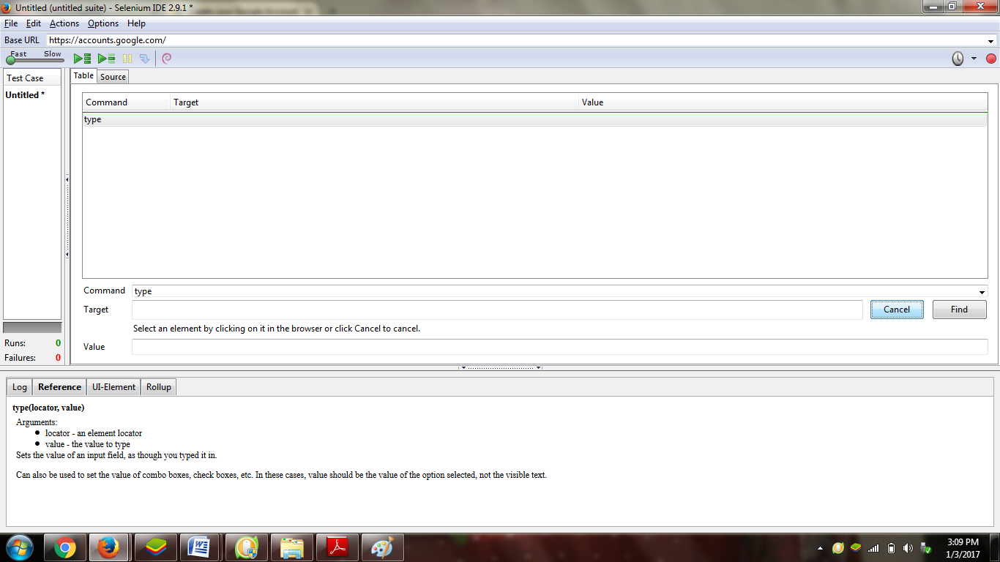 Untitled (untitled suite) - Selenium IDE 2.9.1 *
File Edit Actions Options Help
Base URL https://accounts.google.com/
Fast Slow
Test Case
Untitled *
Table Source
Command Target Value
type
Command type
Target Cancel Find
Select an element by clicking on it in the browser or click Cancel to cancel.
Value
Runs: 0
Failures: 0
Log Reference UI-Element Rollup
type(locator, value)
Arguments:
locator - an element locator
value - the value to type
Sets the value of an input field, as though you typed it in.
Can also be used to set the value of combo boxes, check boxes, etc. In these cases, value should be the value of the option selected, not the visible text.
3:09 PM
1/3/2017